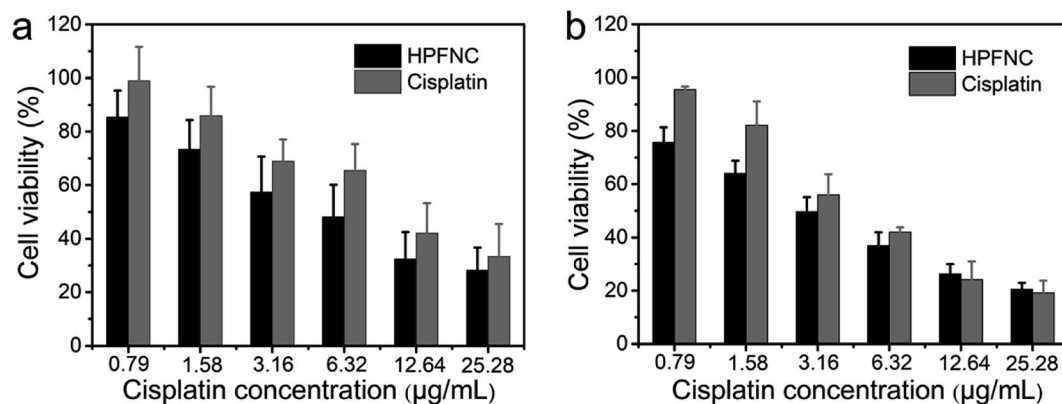 a
120
100
80
60
40
20
0
Cell viability (%)
HPFNC
Cisplatin
0.79 1.58 3.16 6.32 12.64 25.28
Cisplatin concentration (µg/mL)
b
120
100
80
60
40
20
0
Cell viability (%)
HPFNC
Cisplatin
0.79 1.58 3.16 6.32 12.64 25.28
Cisplatin concentration (µg/mL)